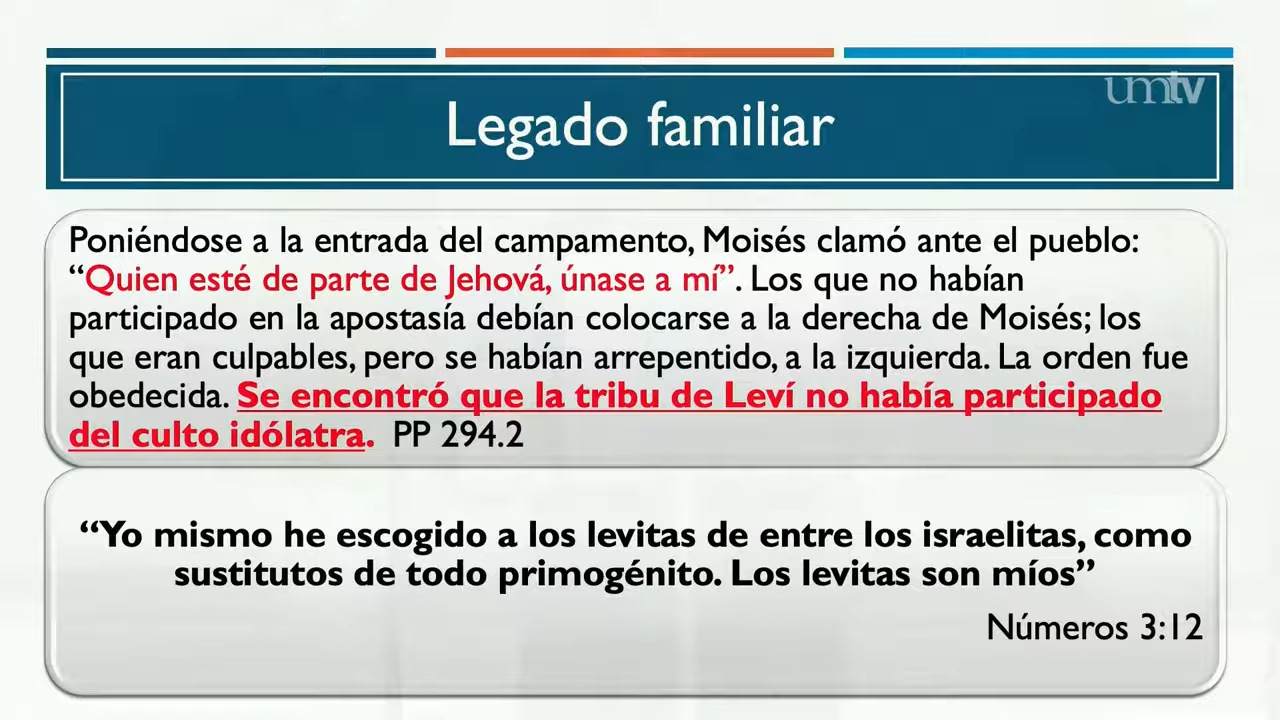 umtv
Legado familiar
Poniéndose a la entrada del campamento, Moisés clamó ante el pueblo:
“Quien esté de parte de Jehová, únase a mí”. Los que no habían
participado en la apostasía debían colocarse a la derecha de Moisés; los
que eran culpables, pero se habían arrepentido, a la izquierda. La orden fue
obedecida. Se encontró que la tribu de Leví no había participado
del culto idólatra. PP 294.2
“Yo mismo he escogido a los levitas de entre los israelitas, como
sustitutos de todo primogénito. Los levitas son míos”
Números 3:12